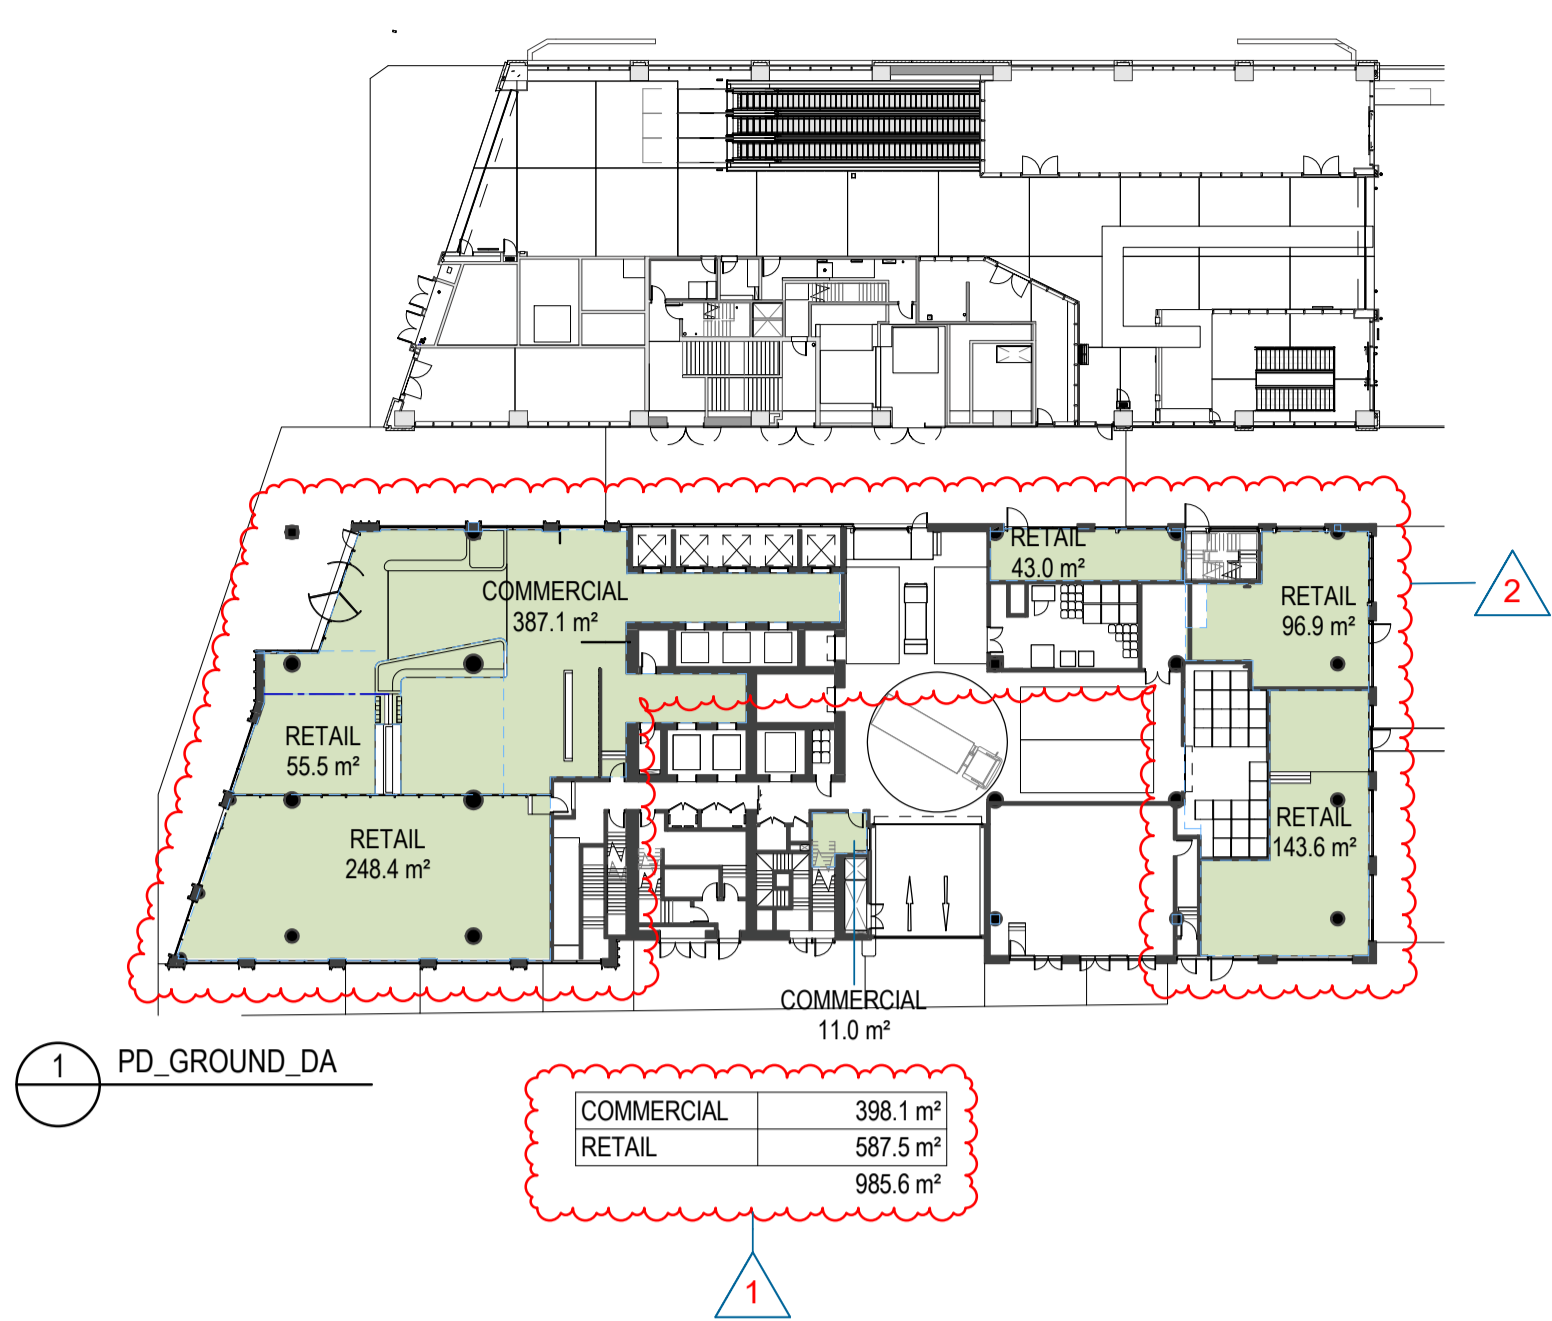 RETAIL
43.0 m²
COMMERCIAL
387.1 m²
RETAIL
96.9 m²
2
RETAIL
55.5 m²
RETAIL
248.4 m²
RETAIL
143.6 m²
COMMERCIAL
11.0 m²
1 PD_GROUND_DA
COMMERCIAL 398.1 m²
RETAIL 587.5 m²
985.6 m²
1